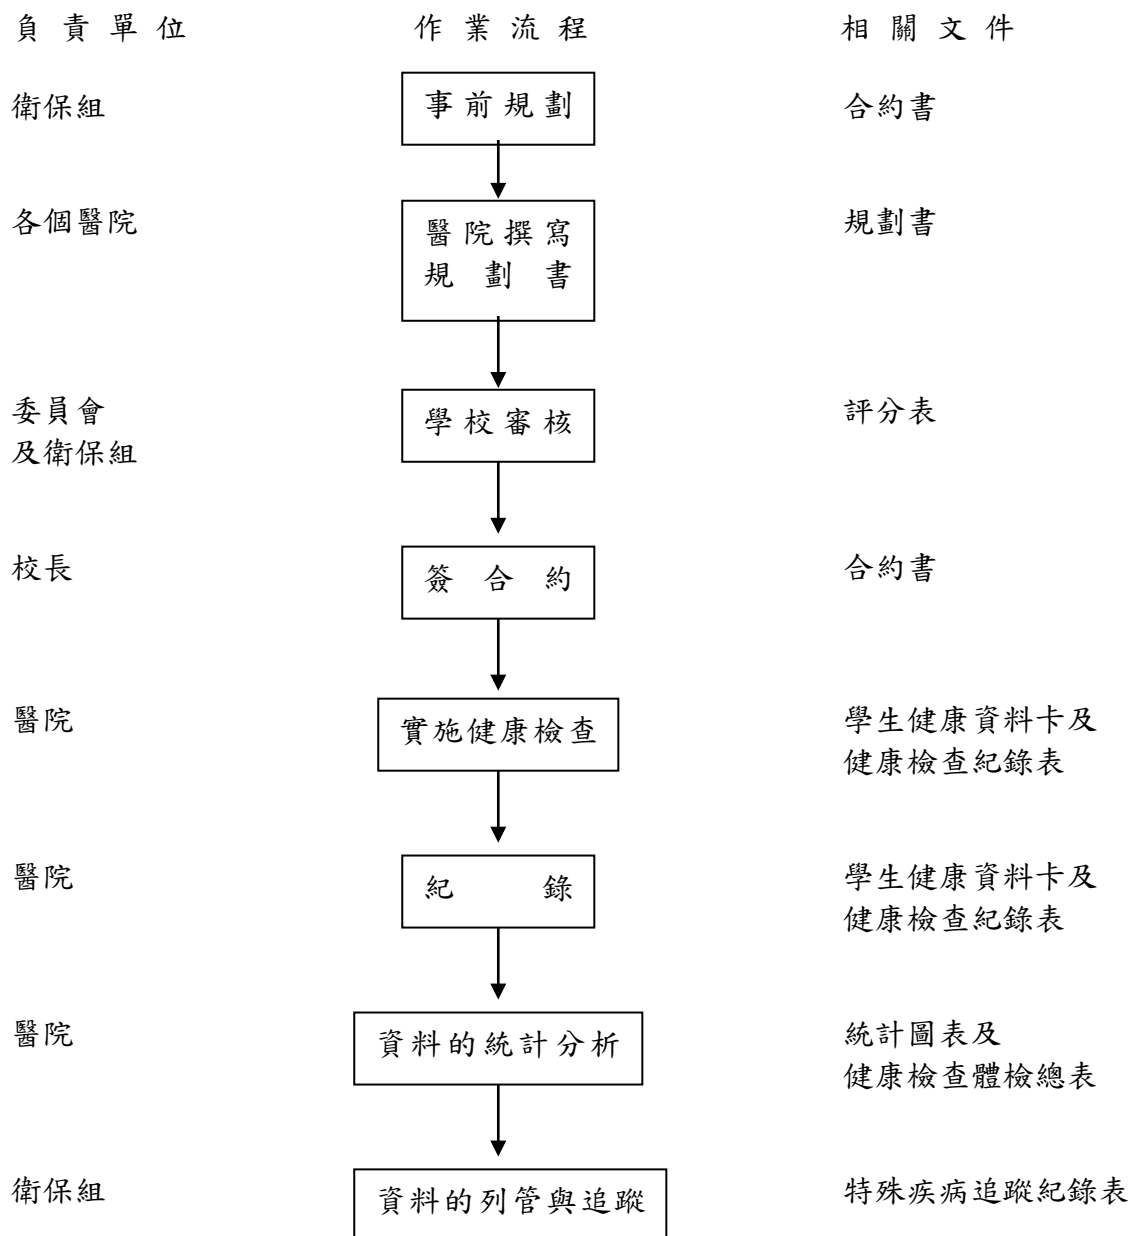 負責單位 作業流程 相關文件
衛保組 事前規劃 合約書
各個醫院 醫院撰寫 規劃書
規劃書
委員會 學校審核 評分表
及衛保組
校長 簽合約 合約書
醫院 實施健康檢查 學生健康資料卡及
健康檢查紀錄表
醫院 紀錄 學生健康資料卡及
健康檢查紀錄表
醫院 資料的統計分析 統計圖表及
健康檢查體檢總表
衛保組 資料的列管與追蹤 特殊疾病追蹤紀錄表